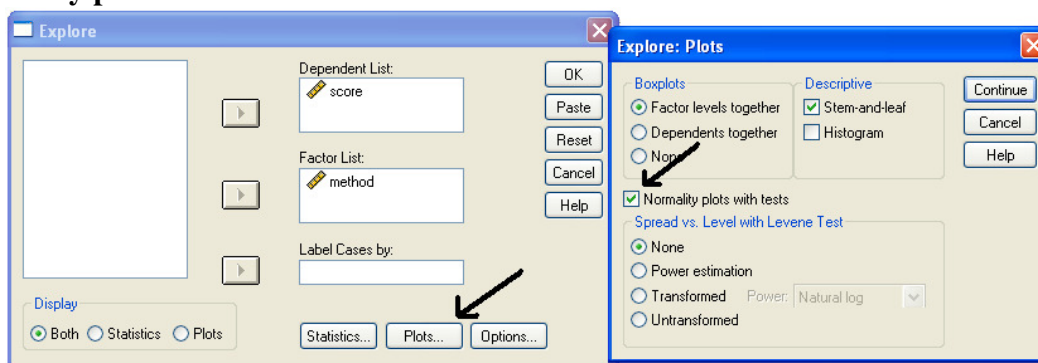 Explore
Dependent List:
score
Factor List:
method
Label Cases by:
Display
Both Statistics Plots
Statistics... Plots... Options...
OK
Paste
Reset
Cancel
Help
Explore: Plots
Boxplots
Factor levels together
Dependents together
None
Descriptive
Stem-and-leaf
Histogram
Continue
Cancel
Help
Normality plots with tests
Spread vs. Level with Levene Test
None
Power estimation
Transformed Power: Natural log
Untransformed